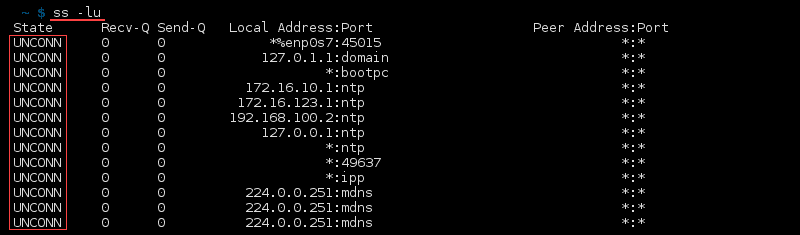 ~ $ ss -lu
State Recv-Q Send-Q Local Address:Port Peer Address:Port
UNCONN 0 0 *%enp0s7:45015 *:*
UNCONN 0 0 127.0.1.1:domain *:*
UNCONN 0 0 *:bootpc *:*
UNCONN 0 0 172.16.10.1:ntp *:*
UNCONN 0 0 172.16.123.1:ntp *:*
UNCONN 0 0 192.168.100.2:ntp *:*
UNCONN 0 0 127.0.0.1:ntp *:*
UNCONN 0 0 *:ntp *:*
UNCONN 0 0 *:49637 *:*
UNCONN 0 0 *:ipp *:*
UNCONN 0 0 224.0.0.251:mdns *:*
UNCONN 0 0 224.0.0.251:mdns *:*
UNCONN 0 0 224.0.0.251:mdns *:*